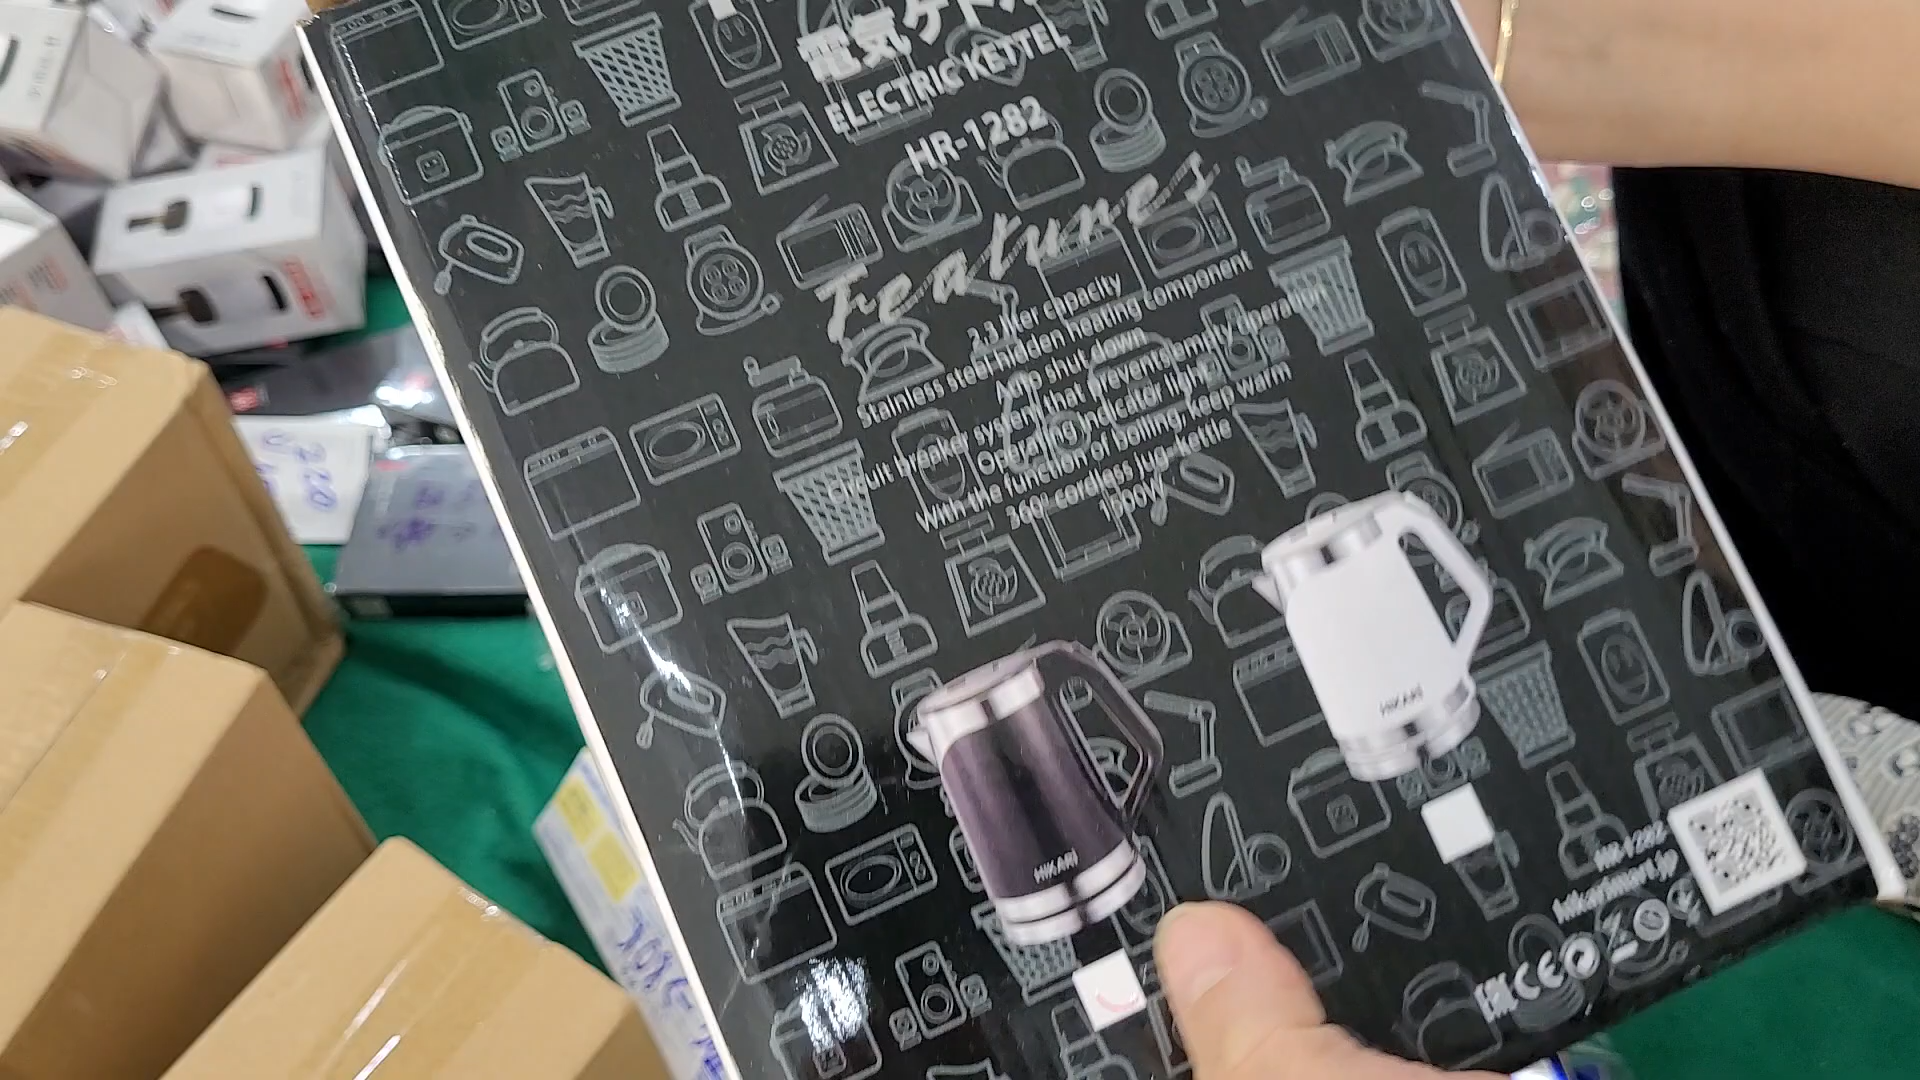 電気ケトル
ELECTRIC KETTEL
HR-1282
Features
2.3 liter capacity
Stainless steel hidden heating component
Auto shut down
Circuit breaker system that prevents empty operation
Operating indicator light
With the function of boiling, keep warm
360° cordless jug-kettle
HIKARI
HIKARI
HR-1282
hikarimart.jp
EAC CE